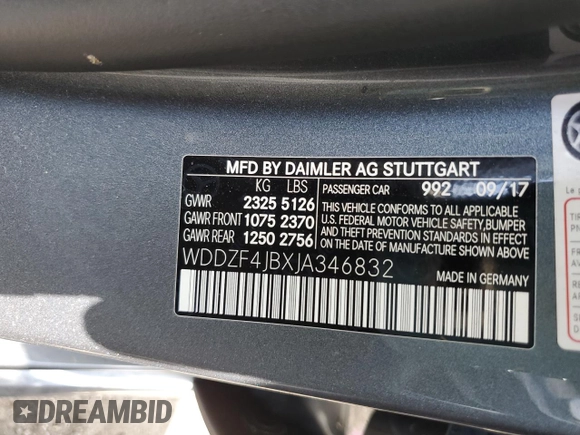 MFD BY DAIMLER AG STUTTGART
KG LBS
GVWR 2325 5126
GAWR FRONT 1075 2370
GAWR REAR 1250 2756
PASSENGER CAR 992 09/17
THIS VEHICLE CONFORMS TO ALL APPLICABLE
U.S. FEDERAL MOTOR VEHICLE SAFETY, BUMPER,
AND THEFT PREVENTION STANDARDS IN EFFECT
ON THE DATE OF MANUFACTURE SHOWN ABOVE.
WDDZF4JBXJA346832
MADE IN GERMANY
Le
DREAMBID